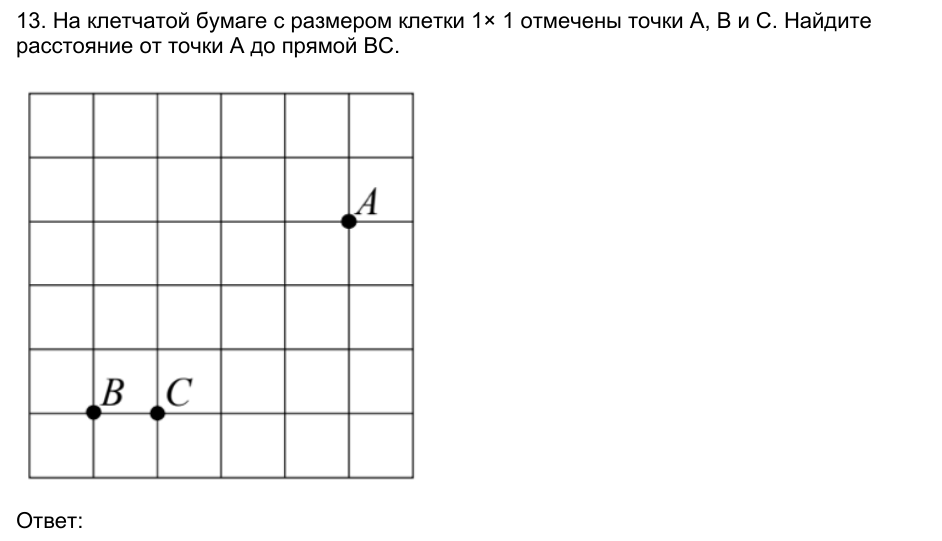 13. На клетчатой бумаге с размером клетки 1× 1 отмечены точки A, B и C. Найдите
расстояние от точки A до прямой BC.
A
B C
Ответ: